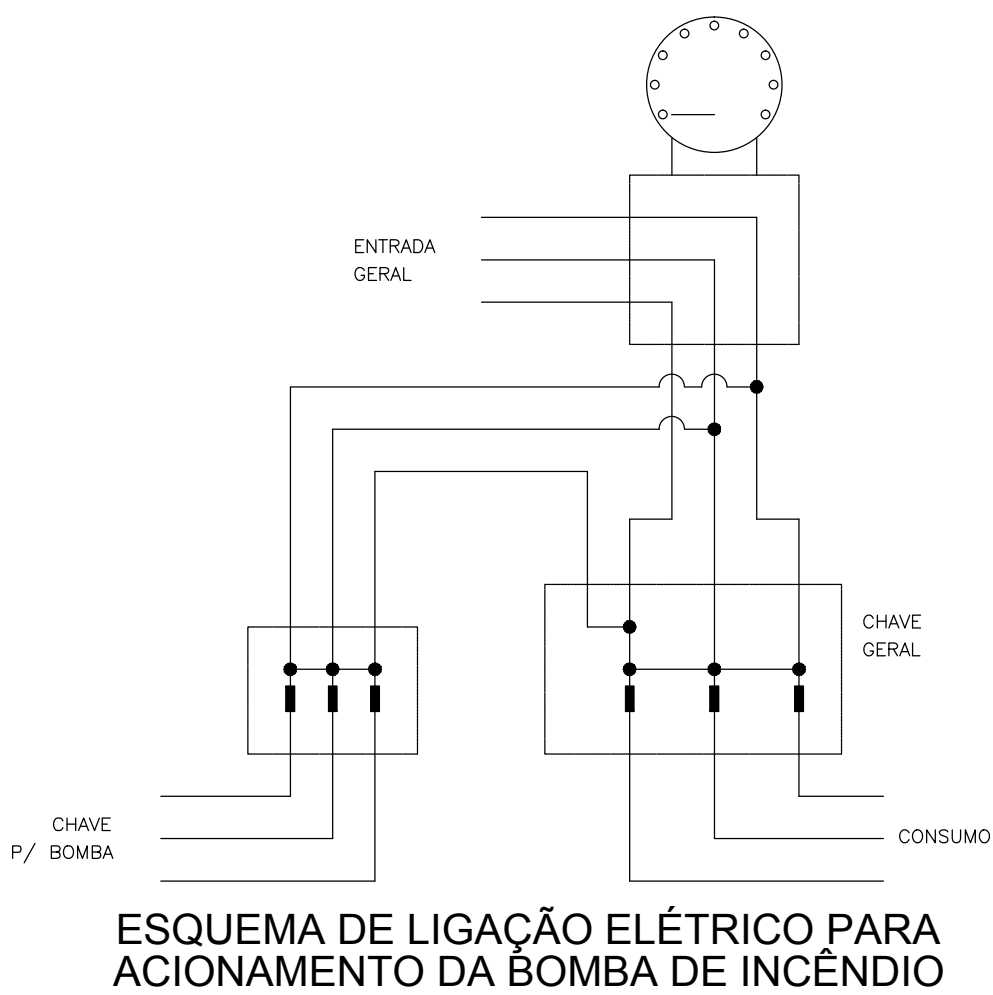 ENTRADA
GERAL
CHAVE
GERAL
CHAVE
P/ BOMBA
CONSUMO
ESQUEMA DE LIGAÇÃO ELÉTRICO PARA
ACIONAMENTO DA BOMBA DE INCÊNDIO